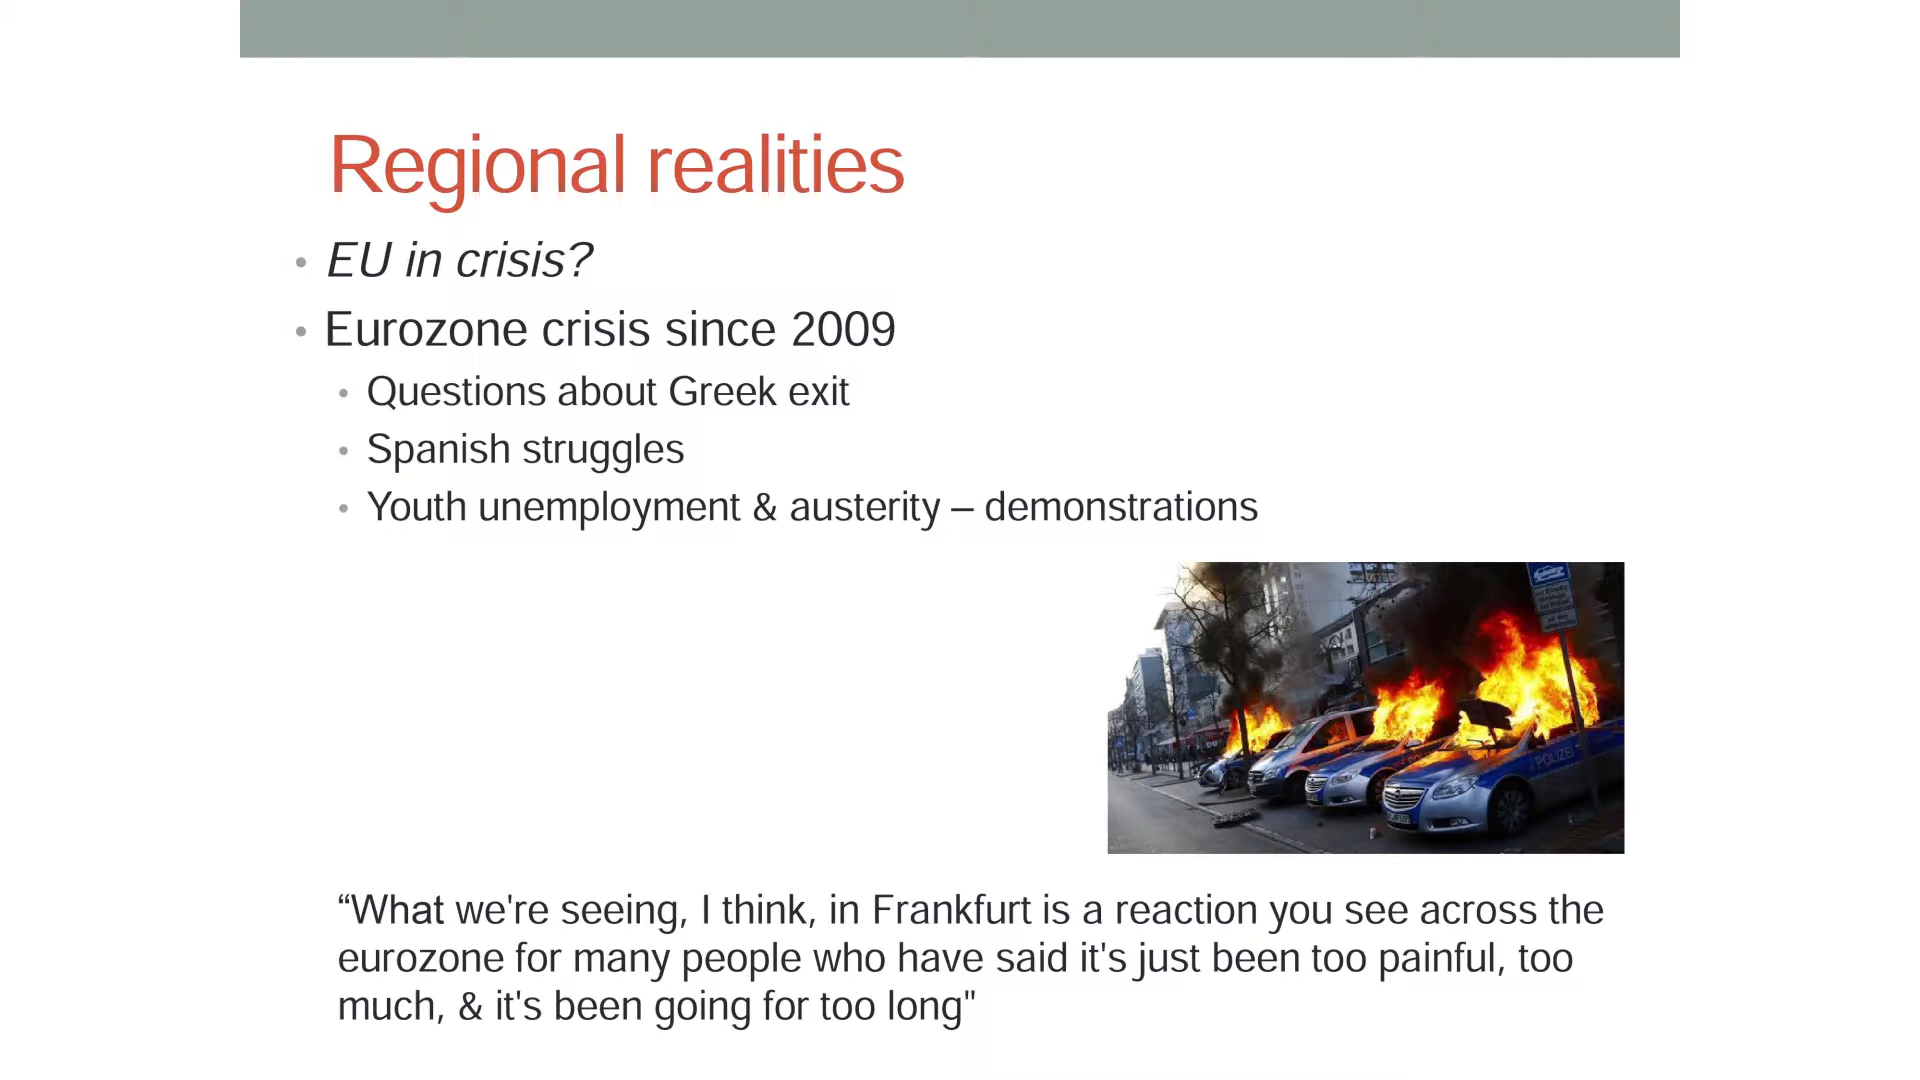 Regional realities
• EU in crisis?
• Eurozone crisis since 2009
• Questions about Greek exit
• Spanish struggles
• Youth unemployment & austerity – demonstrations
POLIZEI
“What we're seeing, I think, in Frankfurt is a reaction you see across the
eurozone for many people who have said it's just been too painful, too
much, & it's been going for too long"